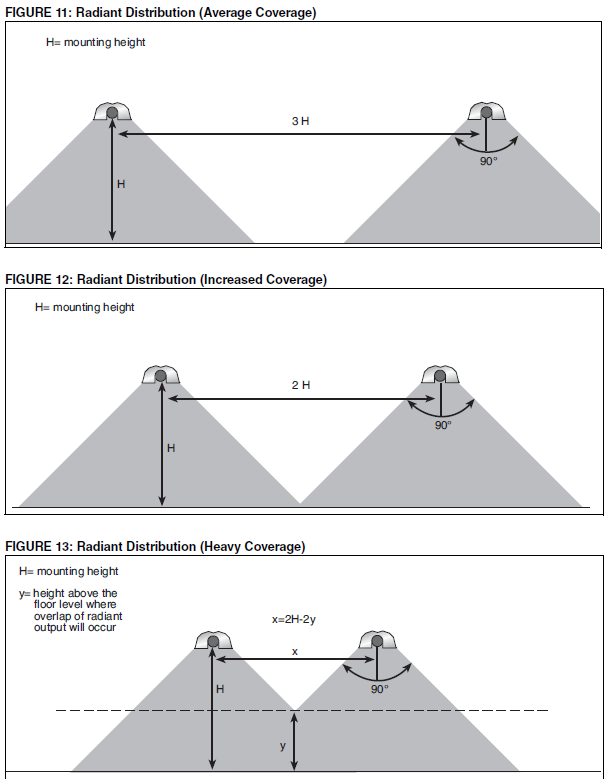 FIGURE 11: Radiant Distribution (Average Coverage)
H= mounting height
3 H
H
90°
FIGURE 12: Radiant Distribution (Increased Coverage)
H= mounting height
2 H
H
90°
FIGURE 13: Radiant Distribution (Heavy Coverage)
H= mounting height
y= height above the
floor level where
overlap of radiant
output will occur
x=2H-2y
x
H
90°
y